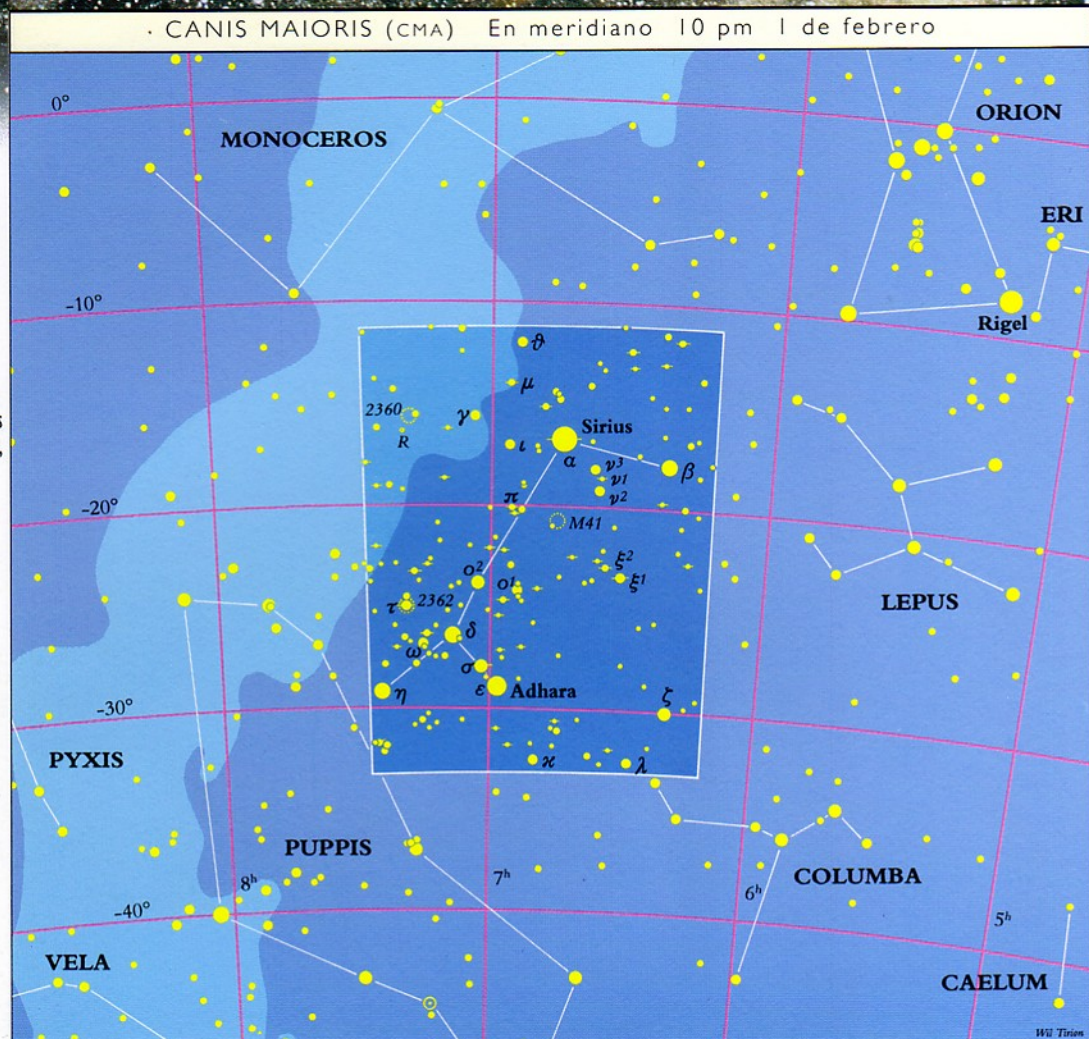 · CANIS MAIORIS (CMA) En meridiano 10 pm 1 de febrero
0°
MONOCEROS
ORION
ERI
-10°
Rigel
ϑ
μ
2360
γ
Sirius
R
ι
α
ν³
β
ν1
π
ν²
-20°
M41
ξ²
o²
o¹
ξ¹
τ
2362
LEPUS
δ
ω
σ
η
ε
Adhara
ζ
-30°
PYXIS
ϰ
λ
PUPPIS
8ʰ
7ʰ
6ʰ
COLUMBA
-40°
5ʰ
VELA
CAELUM
Wil Tirion